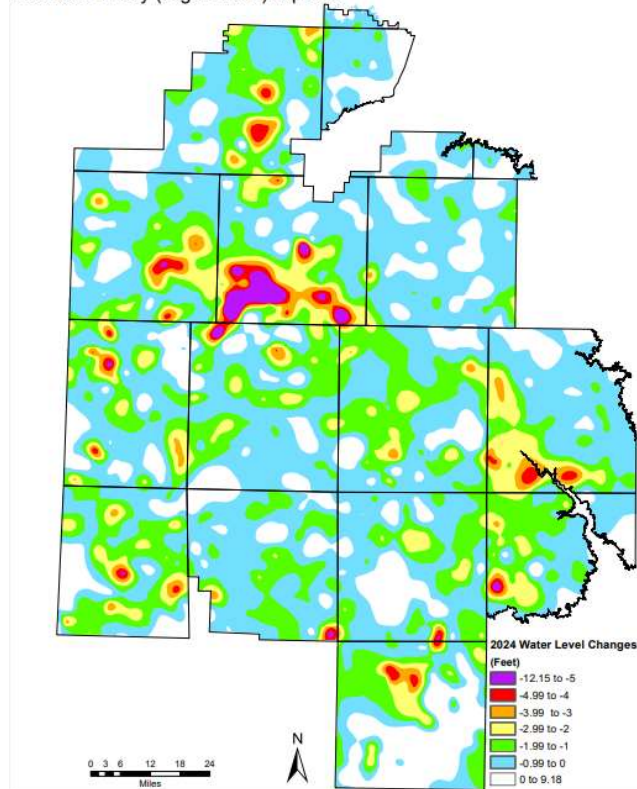 N
0 3 6 12 18 24
Miles
2024 Water Level Changes
(Feet)
-12.15 to -5
-4.99 to -4
-3.99 to -3
-2.99 to -2
-1.99 to -1
-0.99 to 0
0 to 9.18